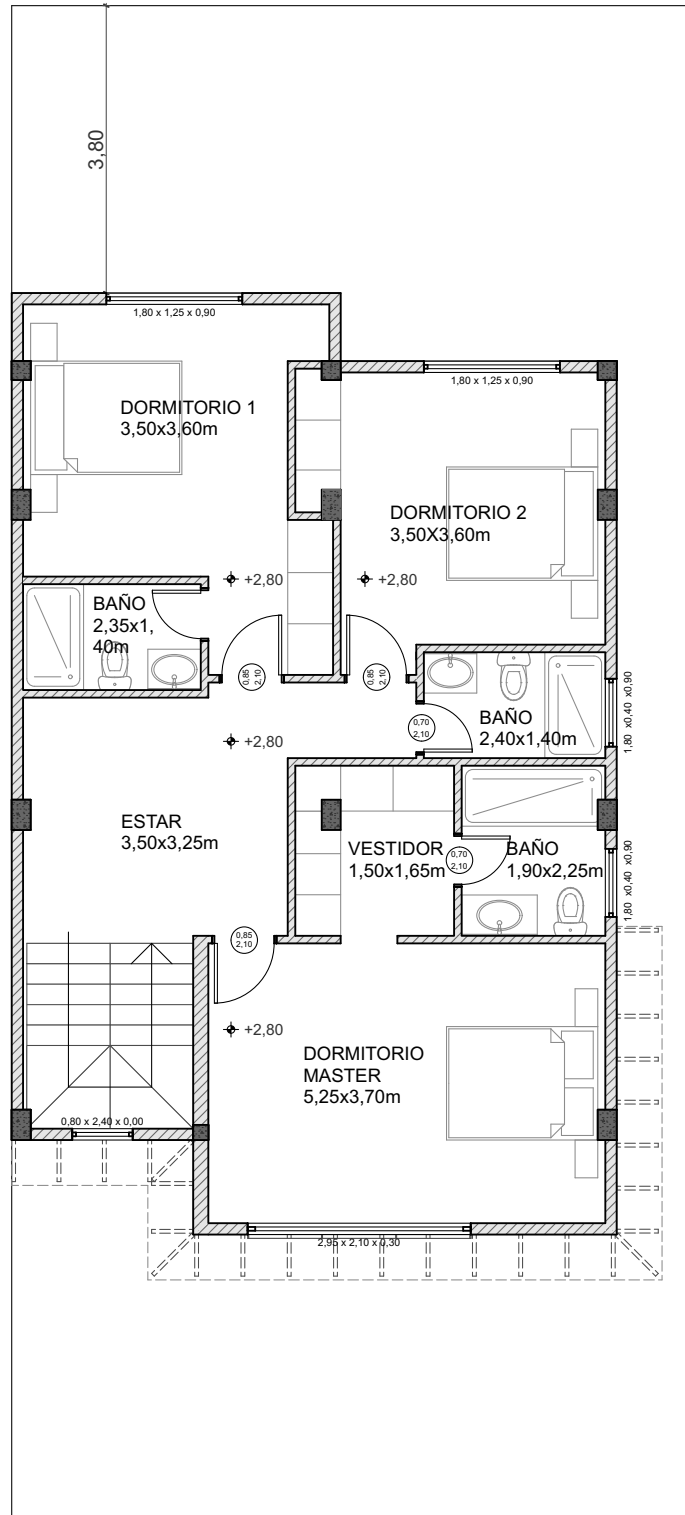 3,80
1,80 x 1,25 x 0,90
1,80 x 1,25 x 0,90
DORMITORIO 1
3,50x3,60m
DORMITORIO 2
3,50X3,60m
+2,80
+2,80
BAÑO
2,35x1,
40m
0,85
2,10
0,85
2,10
BAÑO
2,40x1,40m
1,80 x0,40 x0,90
0,70
2,10
+2,80
ESTAR
3,50x3,25m
VESTIDOR
1,50x1,65m
0,70
2,10
BAÑO
1,90x2,25m
1,80 x0,40 x0,90
0,85
2,10
+2,80
DORMITORIO
MASTER
5,25x3,70m
0,80 x 2,40 x 0,00
2,95 x 2,10 x 0,30